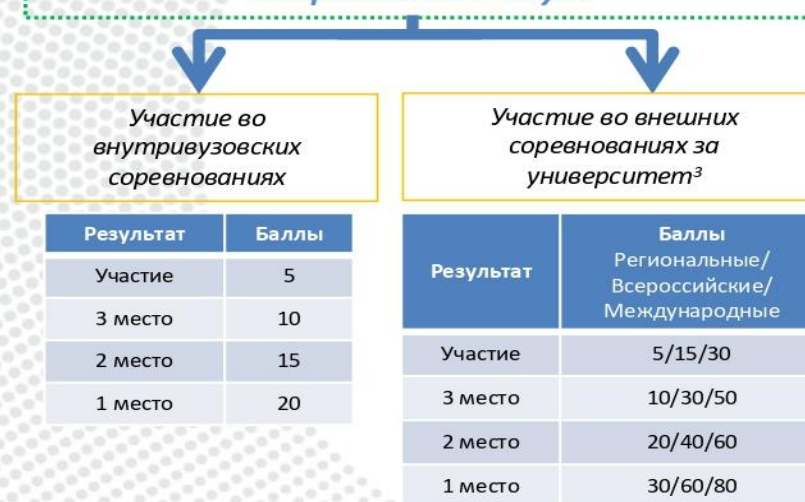 Участие во
внутривузовских
соревнованиях
Результат Баллы
Участие 5
3 место 10
2 место 15
1 место 20
Участие во внешних
соревнованиях за
университет³
Результат
Баллы
Региональные/
Всероссийские/
Международные
Участие 5/15/30
3 место 10/30/50
2 место 20/40/60
1 место 30/60/80